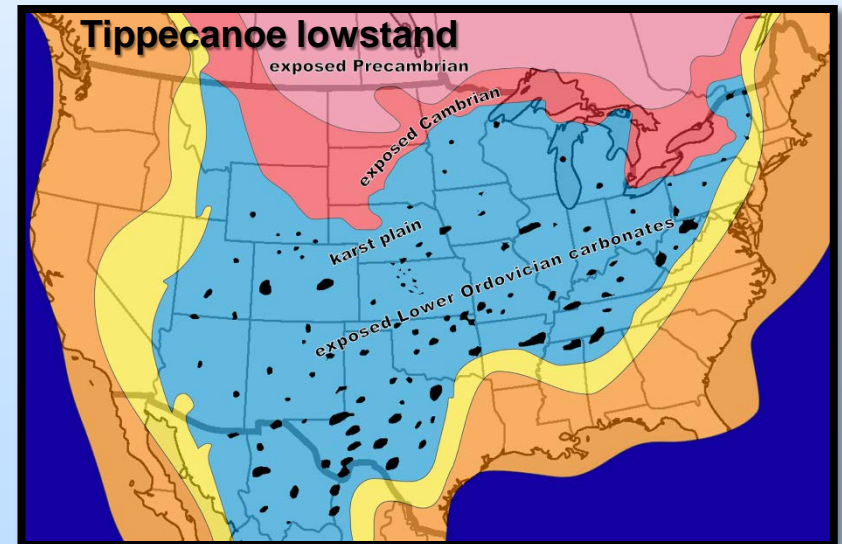 Tippecanoe lowstand
exposed Precambrian
exposed Cambrian
karst plain
exposed Lower Ordovician carbonates